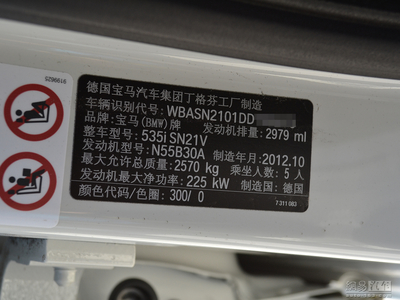 德国宝马汽车集团丁格芬工厂制造
车辆识别代号: WBASN2101DD
品牌: 宝马(BMW)牌 发动机排量: 2979 ml
整车型号: 535i SN21V
发动机型号: N55B30A 制造年月: 2012.10
最大允许总质量: 2570 kg 乘坐人数: 5 人
发动机最大净功率: 225 kW 制造国: 德国
颜色代码/色圈: 300/ 0
7 311 083